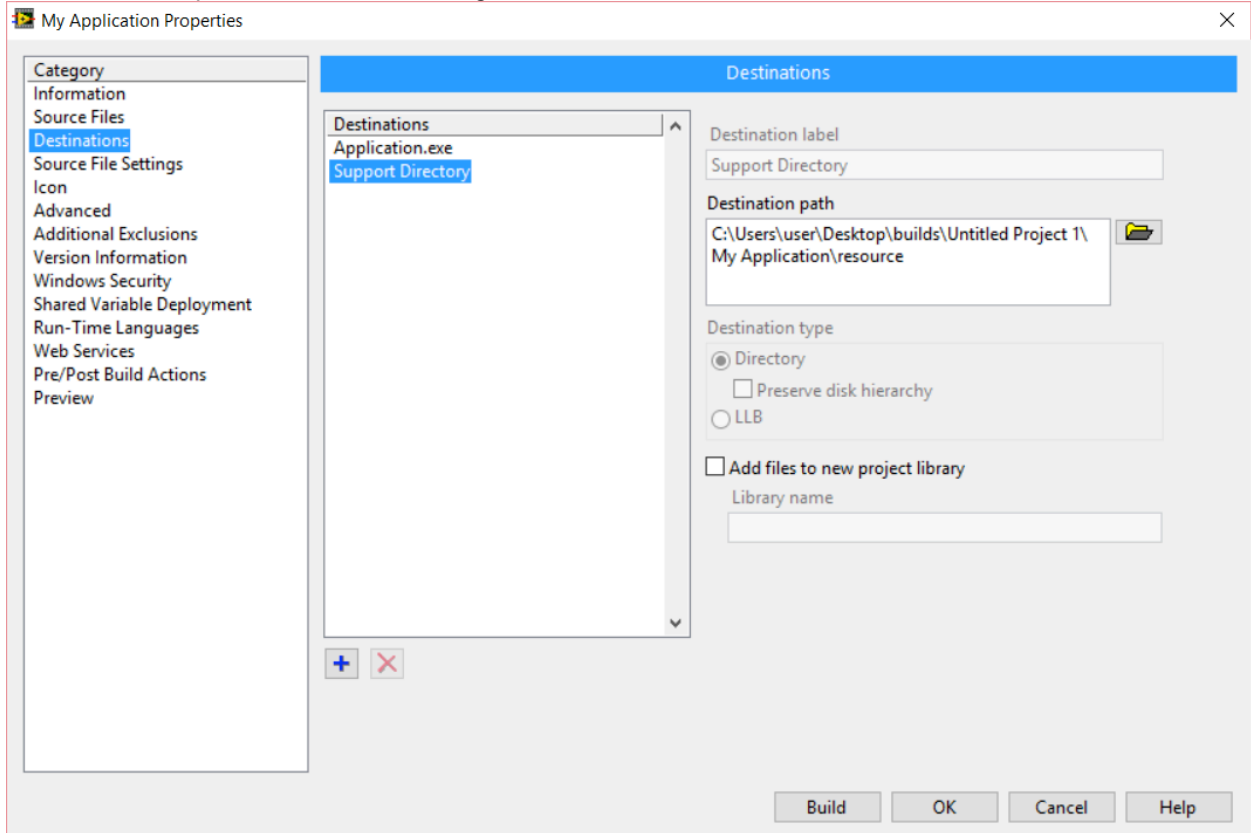 My Application Properties
Category
Information
Source Files
Destinations
Source File Settings
Icon
Advanced
Additional Exclusions
Version Information
Windows Security
Shared Variable Deployment
Run-Time Languages
Web Services
Pre/Post Build Actions
Preview
Destinations
Destinations
Application.exe
Support Directory
Destination label
Support Directory
Destination path
C:\Users\user\Desktop\builds\Untitled Project 1\
My Application\resource
Destination type
Directory
Preserve disk hierarchy
LLB
Add files to new project library
Library name
Build
OK
Cancel
Help